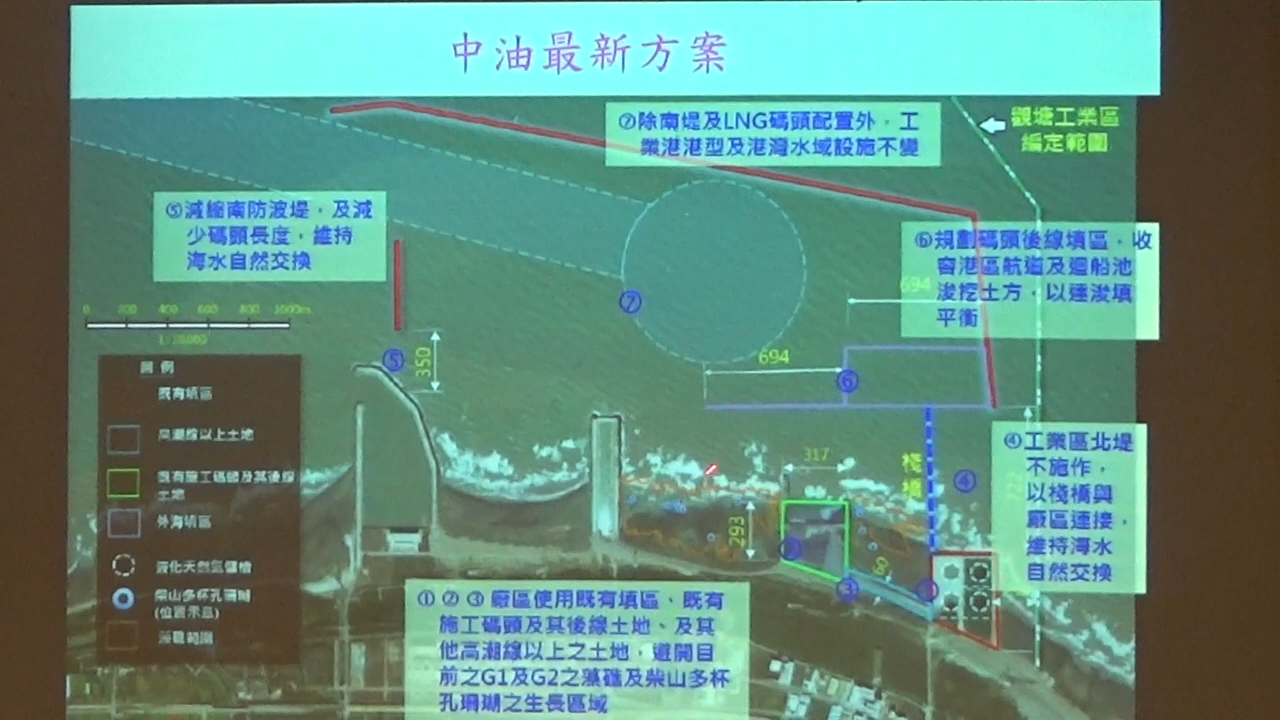 中油最新方案
⑦除南堤及LNG碼頭配置外，工
業港港型及港灣水域設施不變
觀塘工業區
編定範圍
⑤減縮南防波堤，及減
少碼頭長度，維持
海水自然交換
⑥規劃碼頭後線填區，收
容港區航道及迴船池
浚挖土方，以達浚填
平衡
694
⑦
0 200 400 600 800 1000m
⑤
350
694
⑥
圖例
既有填區
高潮線以上土地
既有施工碼頭及其後線
土地
外海填區
液化天然氣儲槽
柴山多杯孔珊瑚
(位置示意)
藻礁範圍
317
293
棧橋
④
④工業區北堤
不施作，
以棧橋與
廠區連接，
維持海水
自然交換
③
60
①②③廠區使用既有填區、既有
施工碼頭及其後線土地、及其
他高潮線以上之土地，避開目
前之G1及G2之藻礁及柴山多杯
孔珊瑚之生長區域